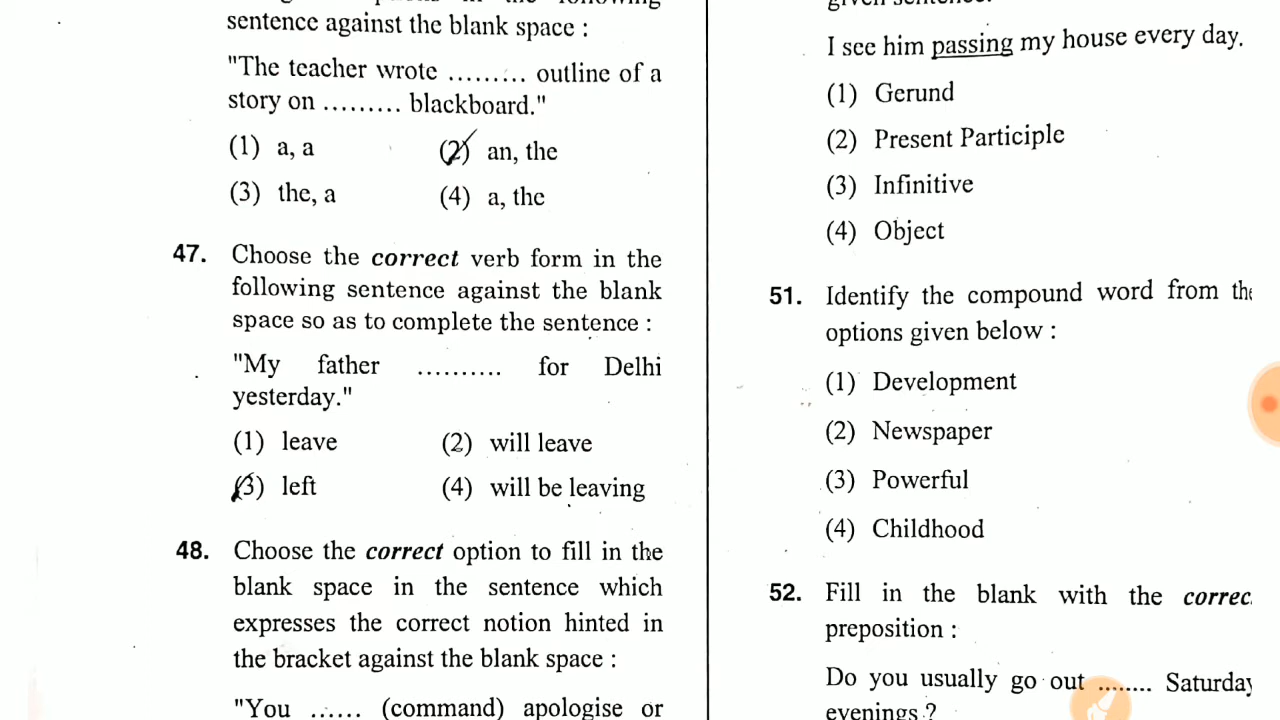 sentence against the blank space :
"The teacher wrote ......... outline of a
story on ......... blackboard."
(1) a, a (2) an, the
(3) the, a (4) a, the
47. Choose the correct verb form in the
following sentence against the blank
space so as to complete the sentence :
"My father .......... for Delhi
yesterday."
(1) leave (2) will leave
(3) left (4) will be leaving
48. Choose the correct option to fill in the
blank space in the sentence which
expresses the correct notion hinted in
the bracket against the blank space :
"You ...... (command) apologise or
given sentence.
I see him passing my house every day.
(1) Gerund
(2) Present Participle
(3) Infinitive
(4) Object
51. Identify the compound word from the
options given below :
(1) Development
(2) Newspaper
(3) Powerful
(4) Childhood
52. Fill in the blank with the correc
preposition :
Do you usually go out ........ Saturday
evenings ?